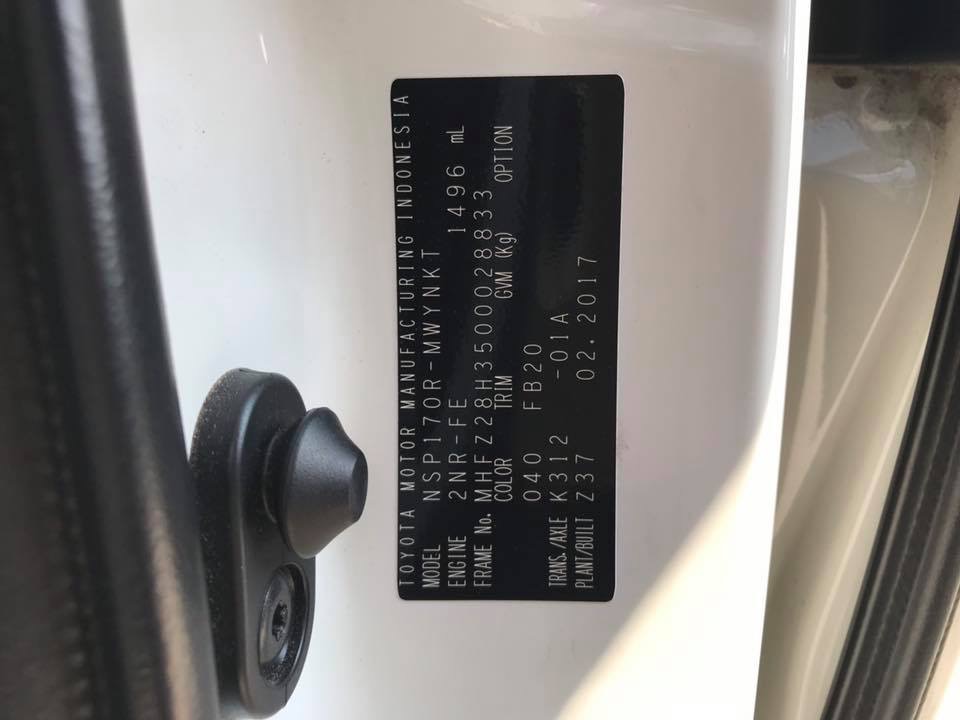 TOYOTA MOTOR MANUFACTURING INDONESIA
MODEL NSP170R-MWYNKT
ENGINE 2NR-FE 1496 mL
FRAME No. MHFZ28H3500028833
COLOR TRIM GVM (Kg) OPTION
040 FB20
TRANS./AXLE K312 -01A
PLANT/BUILT Z37 02.2017